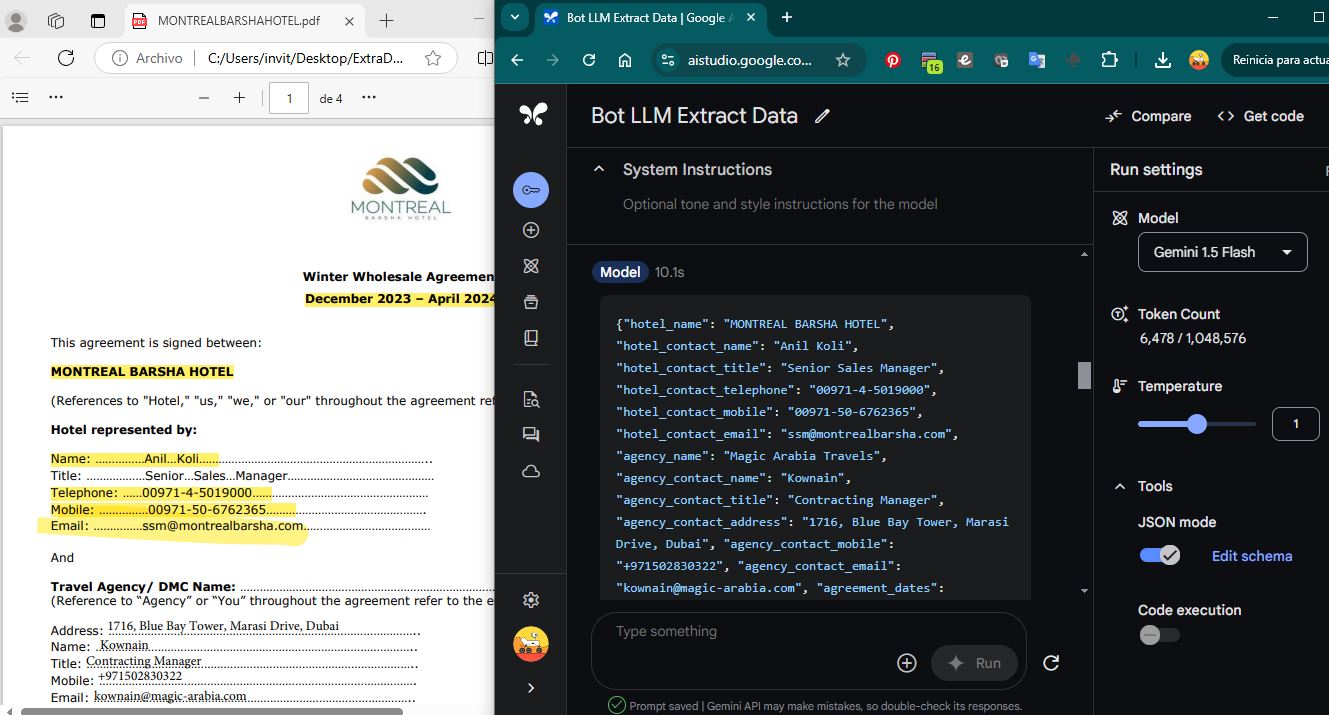 MONTREALBARSHAHOTEL.pdf
Archivo
C:/Users/invit/Desktop/ExtraD...
1
de 4
MONTREAL
BARSHA HOTEL
Winter Wholesale Agreemen
December 2023 – April 2024
This agreement is signed between:
MONTREAL BARSHA HOTEL
(References to "Hotel," "us," "we," or "our" throughout the agreement ref
Hotel represented by:
Name: ...............Anil...Koli.......................................................................
Title: ...................Senior...Sales...Manager.............................................
Telephone: ......00971-4-5019000......................................................
Mobile: ...............00971-50-6762365.................................................
Email: ...............ssm@montrealbarsha.com.......................................
And
Travel Agency/ DMC Name: ................................................................
(Reference to “Agency” or “You” throughout the agreement refer to the e
Address: 1716, Blue Bay Tower, Marasi Drive, Dubai
Name: Kownain
Title: Contracting Manager
Mobile: +971502830322
Email: kownain@magic-arabia.com
Bot LLM Extract Data | Google A
aistudio.google.co...
16
Reinicia para actua
Bot LLM Extract Data
Compare
Get code
System Instructions
Optional tone and style instructions for the model
Model 10.1s
{"hotel_name": "MONTREAL BARSHA HOTEL",
"hotel_contact_name": "Anil Koli",
"hotel_contact_title": "Senior Sales Manager",
"hotel_contact_telephone": "00971-4-5019000",
"hotel_contact_mobile": "00971-50-6762365",
"hotel_contact_email": "ssm@montrealbarsha.com",
"agency_name": "Magic Arabia Travels",
"agency_contact_name": "Kownain",
"agency_contact_title": "Contracting Manager",
"agency_contact_address": "1716, Blue Bay Tower, Marasi
Drive, Dubai", "agency_contact_mobile":
"+971502830322", "agency_contact_email":
"kownain@magic-arabia.com", "agreement_dates":
Type something
Run
Prompt saved | Gemini API may make mistakes, so double-check its responses.
Run settings
Model
Gemini 1.5 Flash
Token Count
6,478 / 1,048,576
Temperature
1
Tools
JSON mode
Edit schema
Code execution